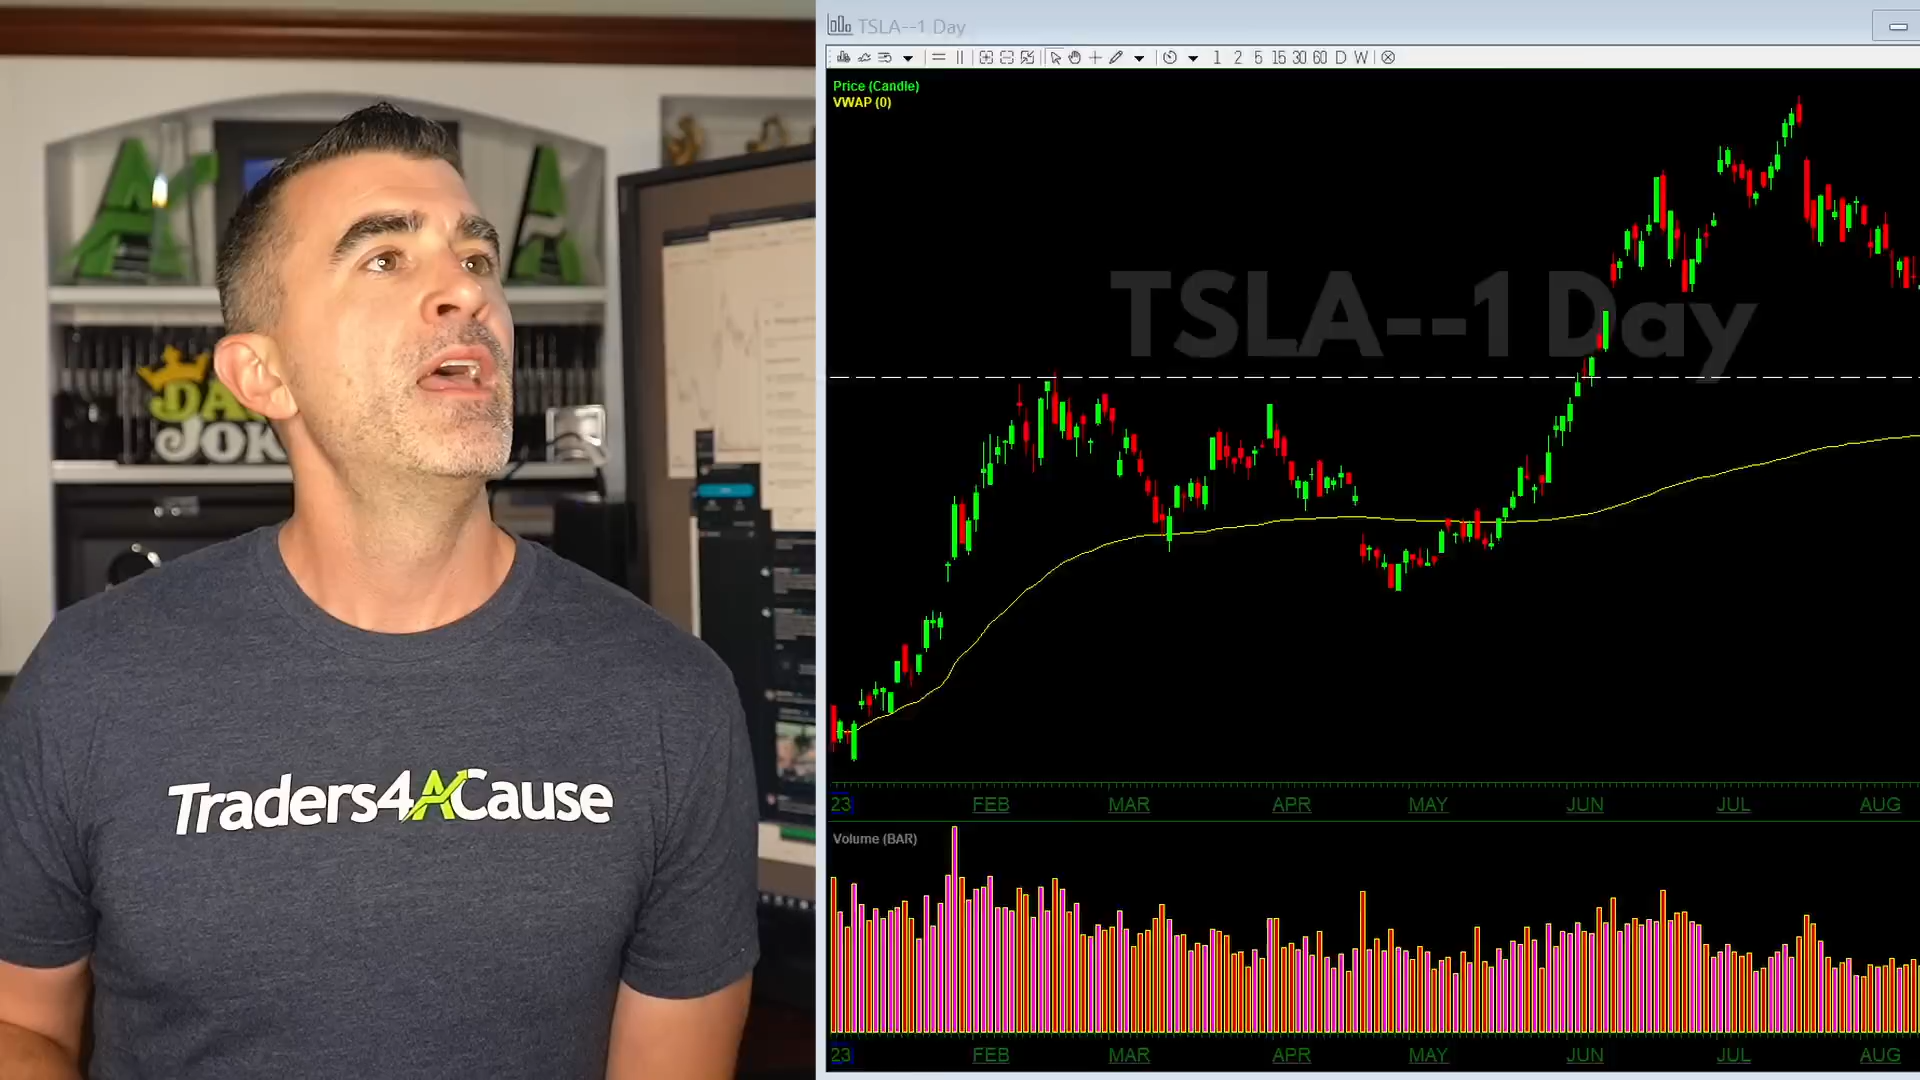 TSLA--1 Day
1 2 5 15 30 60 D W
Price (Candle)
VWAP (0)
TSLA--1 Day
23 FEB MAR APR MAY JUN JUL AUG
Volume (BAR)
23 FEB MAR APR MAY JUN JUL AUG
JOK
Traders4ACause